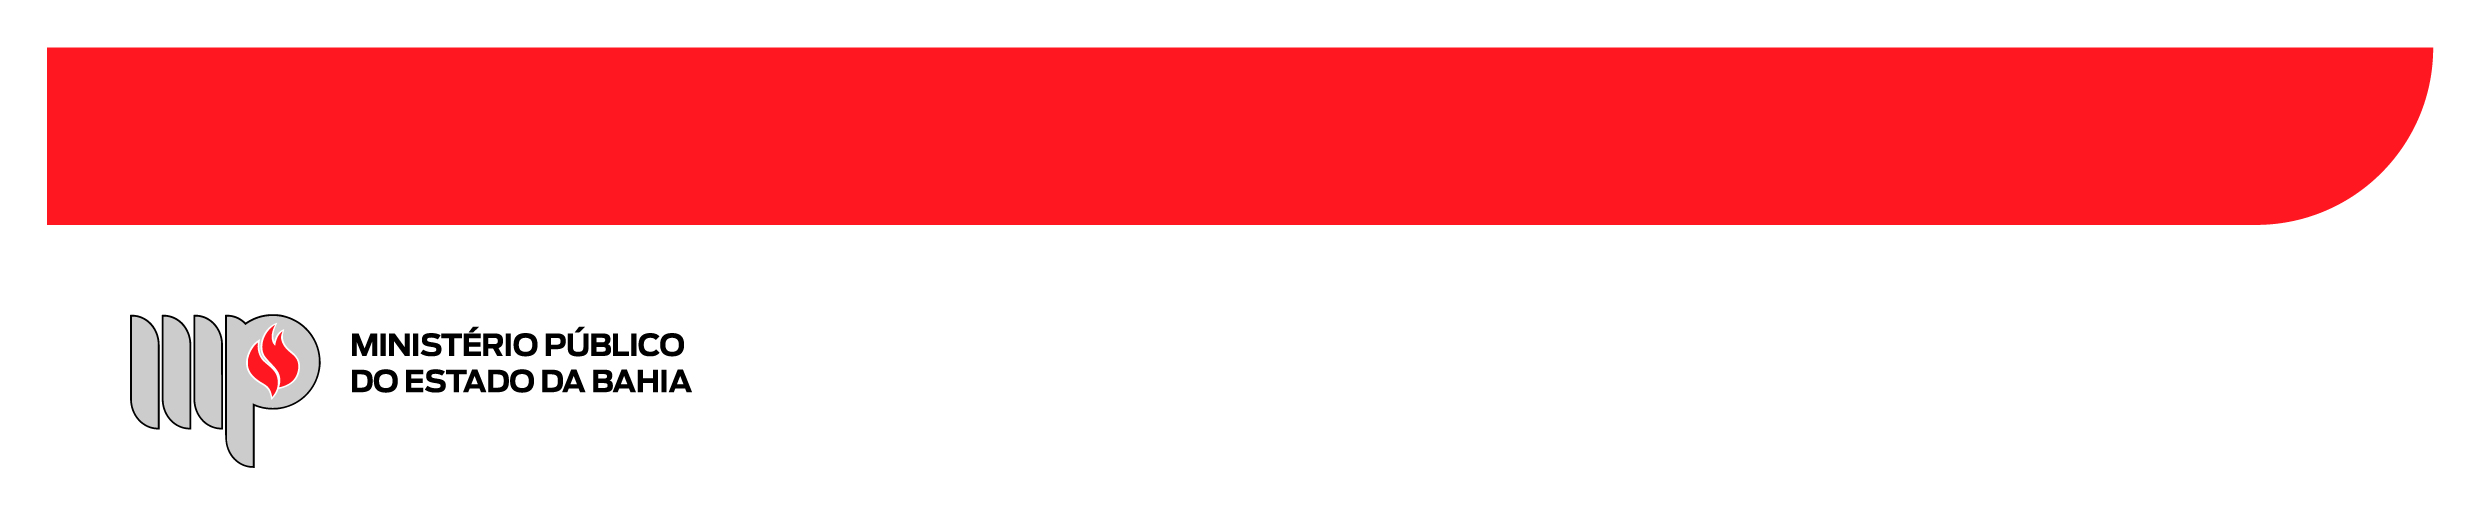 MINISTÉRIO PÚBLICO
DO ESTADO DA BAHIA